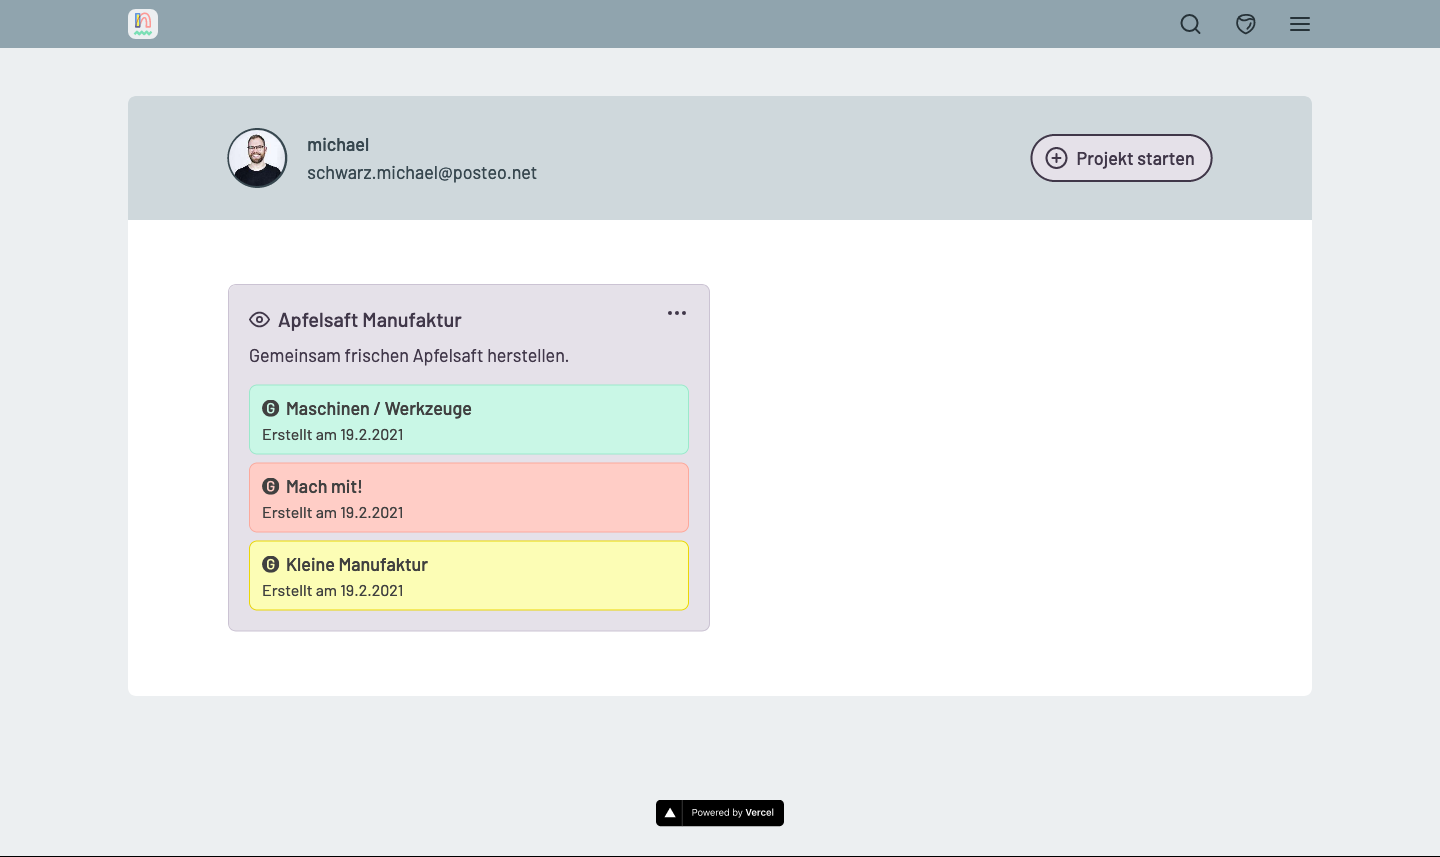 michael
schwarz.michael@posteo.net
Projekt starten
Apfelsaft Manufaktur
Gemeinsam frischen Apfelsaft herstellen.
G Maschinen / Werkzeuge
Erstellt am 19.2.2021
G Mach mit!
Erstellt am 19.2.2021
G Kleine Manufaktur
Erstellt am 19.2.2021
Powered by Vercel